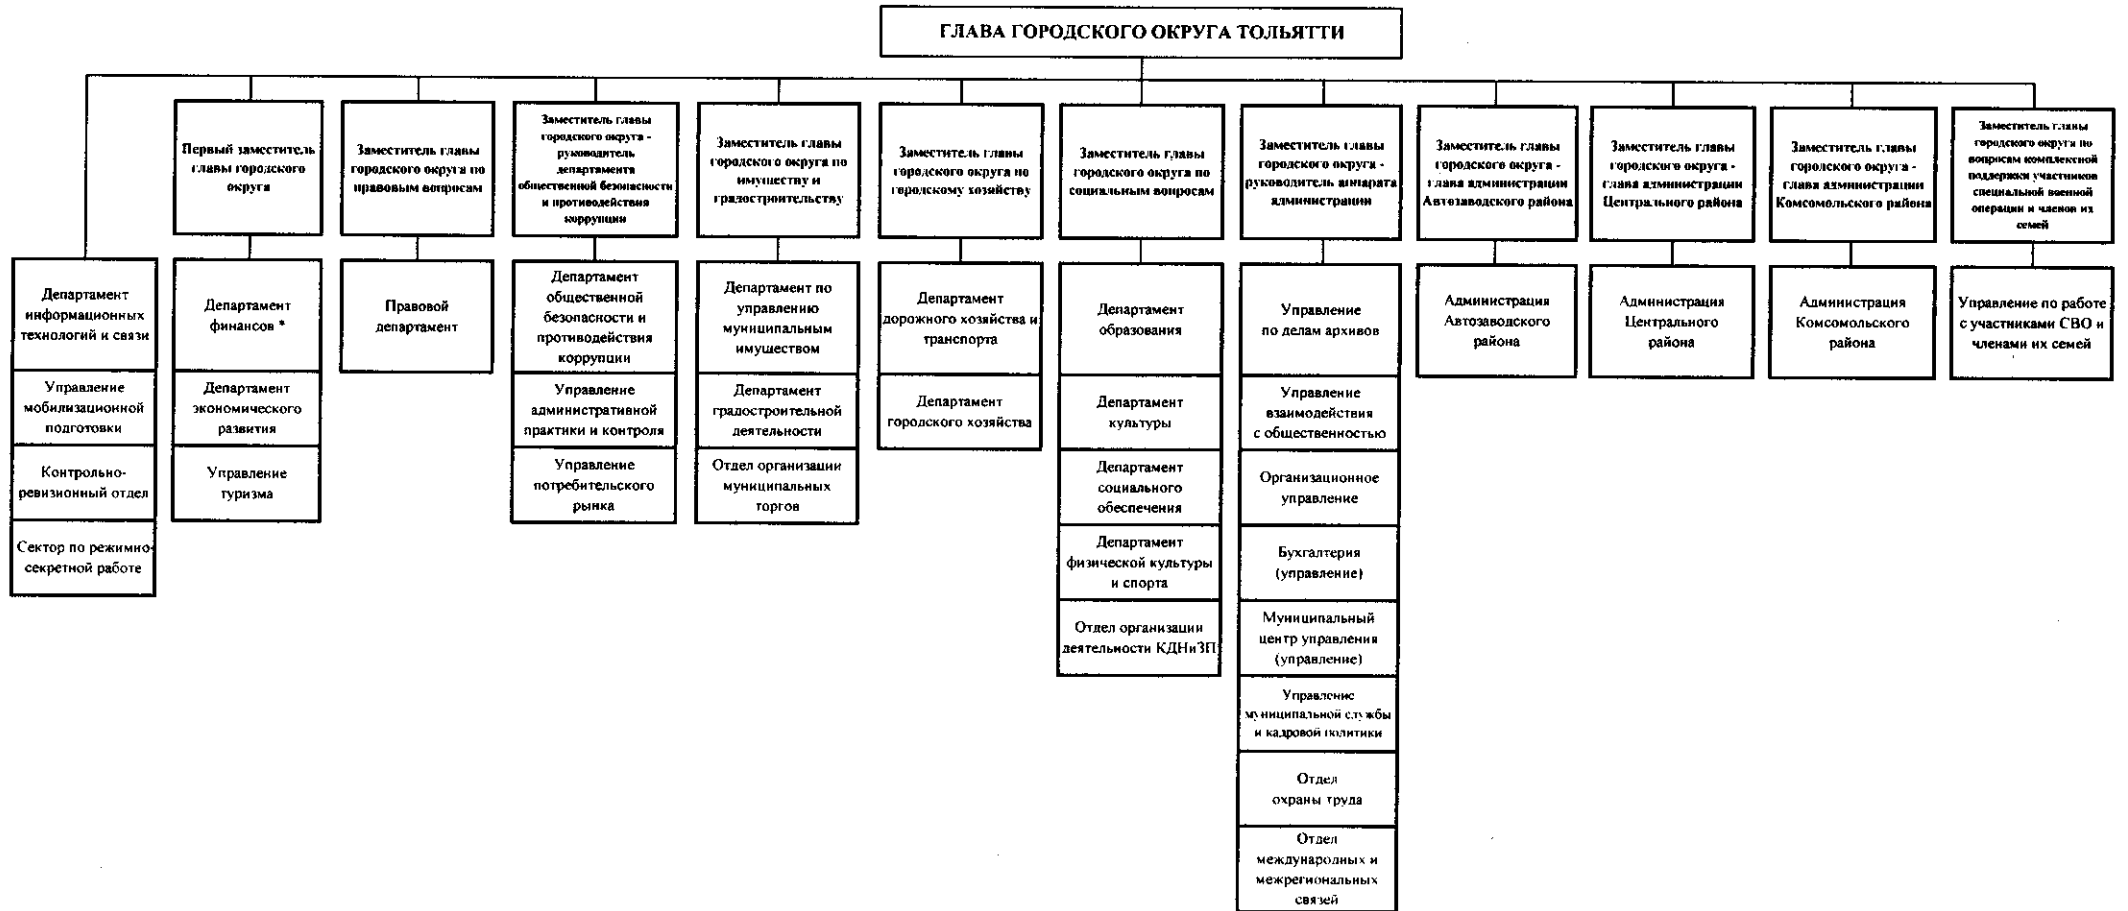 ГЛАВА ГОРОДСКОГО ОКРУГА ТОЛЬЯТТИ
Первый заместитель
главы городского
округа
Заместитель главы
городского округа по
правовым вопросам
Заместитель главы
городского округа -
руководитель
департамента
общественной безопасности
и противодействия
коррупции
Заместитель главы
городского округа по
имуществу и
градостроительству
Заместитель главы
городского округа по
городскому хозяйству
Заместитель главы
городского округа по
социальным вопросам
Заместитель главы
городского округа -
руководитель аппарата
администрации
Заместитель главы
городского округа -
глава администрации
Автозаводского района
Заместитель главы
городского округа -
глава администрации
Центрального района
Заместитель главы
городского округа -
глава администрации
Комсомольского района
Заместитель главы
городского округа по
вопросам комплексной
поддержки участников
специальной военной
операции и членов их
семей
Департамент
информационных
технологий и связи
Управление
мобилизационной
подготовки
Контрольно-
ревизионный отдел
Сектор по режимно-
секретной работе
Департамент
финансов *
Департамент
экономического
развития
Управление
туризма
Правовой
департамент
Департамент
общественной
безопасности и
противодействия
коррупции
Управление
административной
практики и контроля
Управление
потребительского
рынка
Департамент по
управлению
муниципальным
имуществом
Департамент
градостроительной
деятельности
Отдел организации
муниципальных
торгов
Департамент
дорожного хозяйства и
транспорта
Департамент
городского хозяйства
Департамент
образования
Департамент
культуры
Департамент
социального
обеспечения
Департамент
физической культуры
и спорта
Отдел организации
деятельности КДНиЗП
Управление
по делам архивов
Управление
взаимодействия
с общественностью
Организационное
управление
Бухгалтерия
(управление)
Муниципальный
центр управления
(управление)
Управление
муниципальной службы
и кадровой политики
Отдел
охраны труда
Отдел
международных и
межрегиональных
связей
Администрация
Автозаводского
района
Администрация
Центрального
района
Администрация
Комсомольского
района
Управление по работе
с участниками СВО и
членами их семей